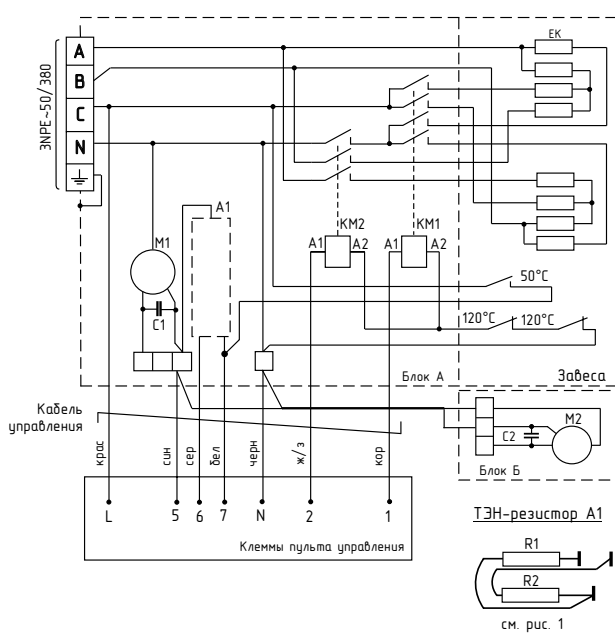 3NPE~50/380
A
B
C
N
EK
A1
M1
C1
KM2
KM1
A1
A2
A1
A2
50°C
120°C
120°C
Блок А
Завеса
Кабель
управления
M2
C2
Блок Б
крас
син
сер
бел
черн
ж/з
кор
L
5
6
7
N
2
1
Клеммы пульта управления
ТЭН-резистор А1
R1
R2
см. рис. 1